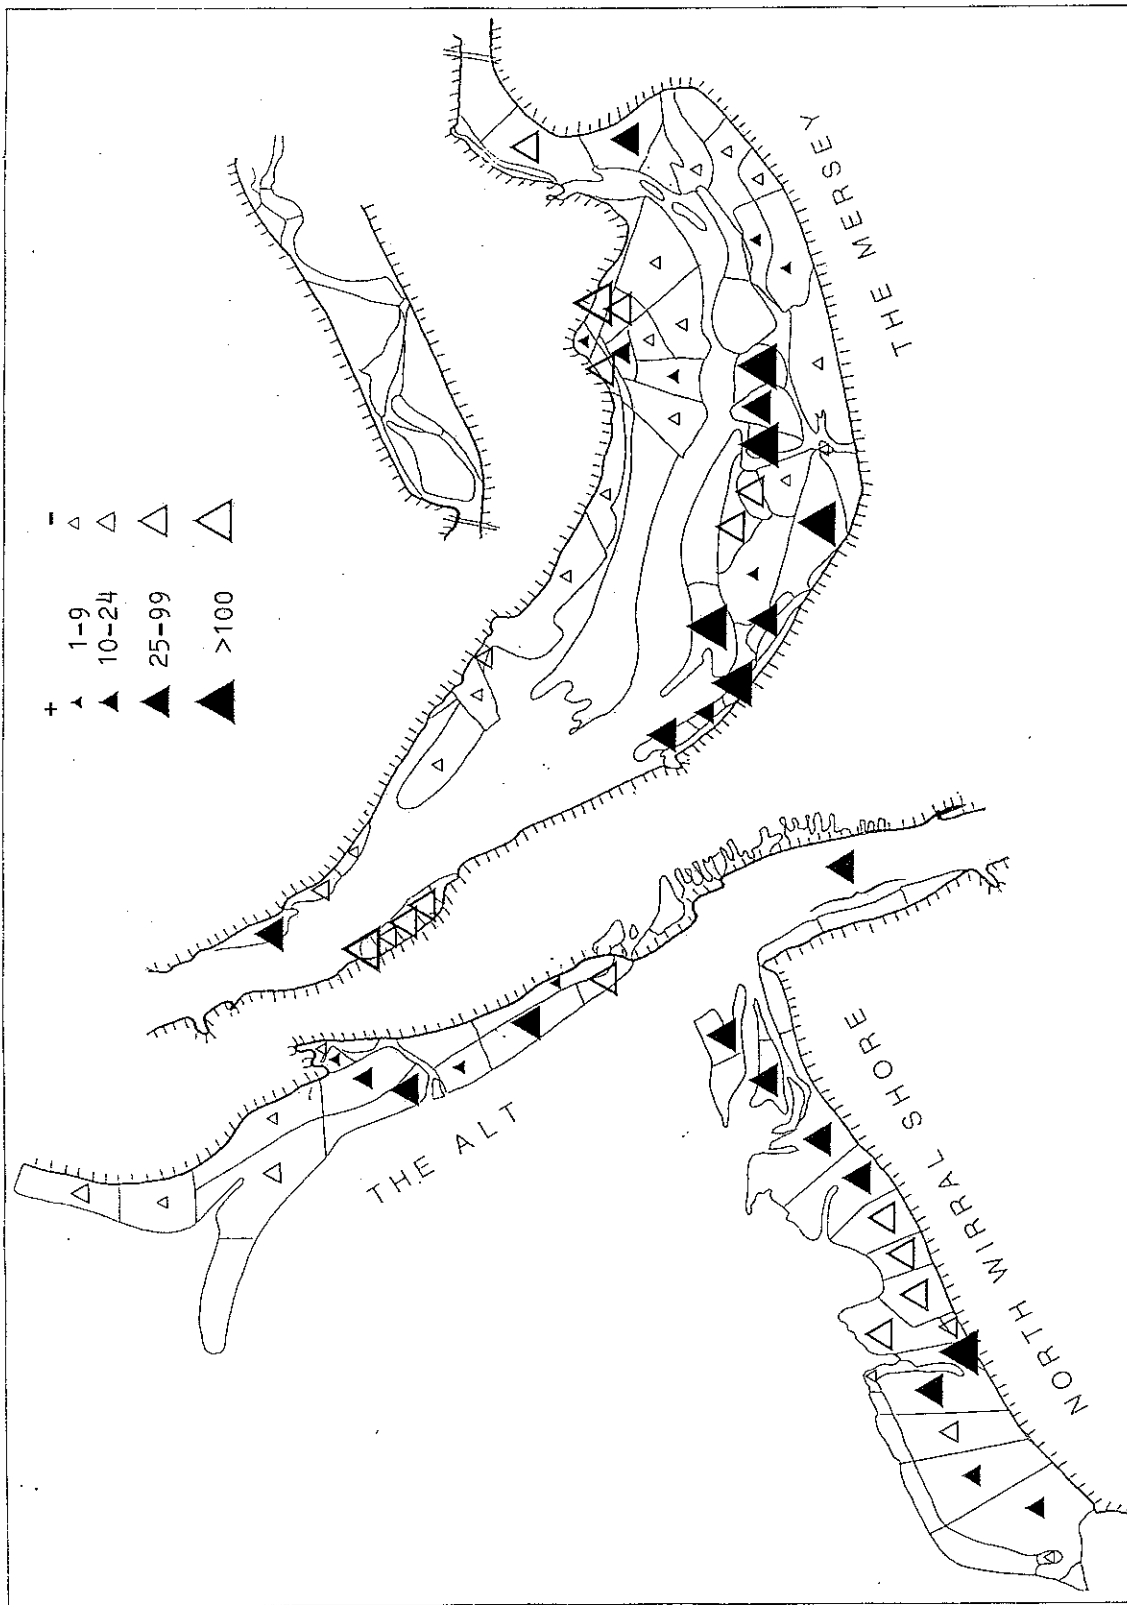 + -
1-9
10-24
25-99
>100
THE MERSEY
THE ALT
NORTH WIRRAL SHORE